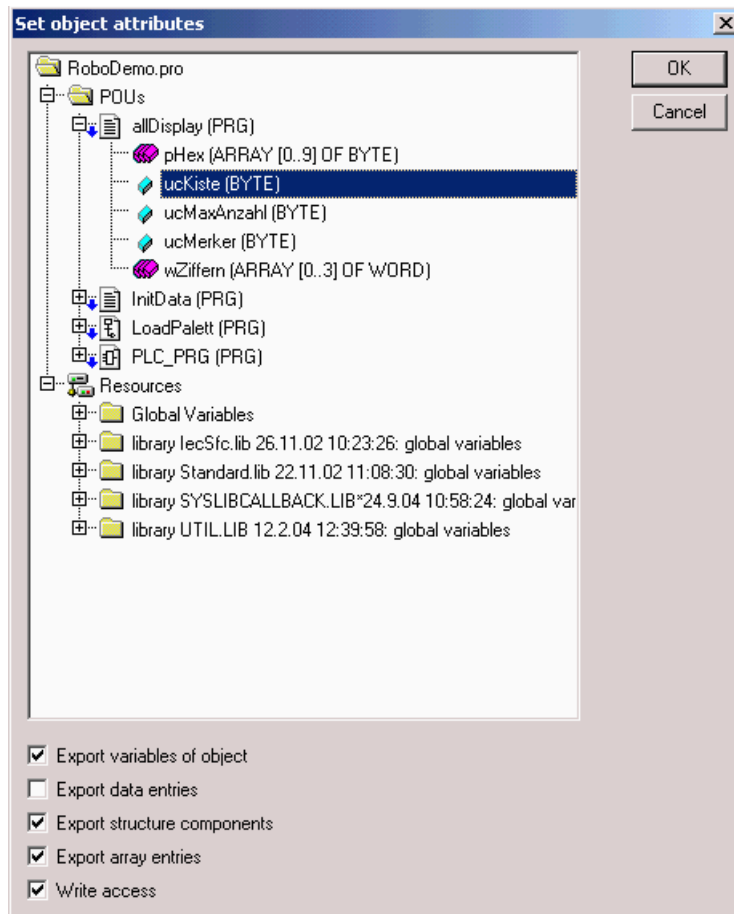 Set object attributes
OK
Cancel
RoboDemo.pro
POUs
allDisplay (PRG)
pHex (ARRAY [0..9] OF BYTE)
ucKiste (BYTE)
ucMaxAnzahl (BYTE)
ucMerker (BYTE)
wZiffern (ARRAY [0..3] OF WORD)
InitData (PRG)
LoadPalett (PRG)
PLC_PRG (PRG)
Resources
Global Variables
library IecSfc.lib 26.11.02 10:23:26: global variables
library Standard.lib 22.11.02 11:08:30: global variables
library SYSLIBCALLBACK.LIB*24.9.04 10:58:24: global var
library UTIL.LIB 12.2.04 12:39:58: global variables
Export variables of object
Export data entries
Export structure components
Export array entries
Write access